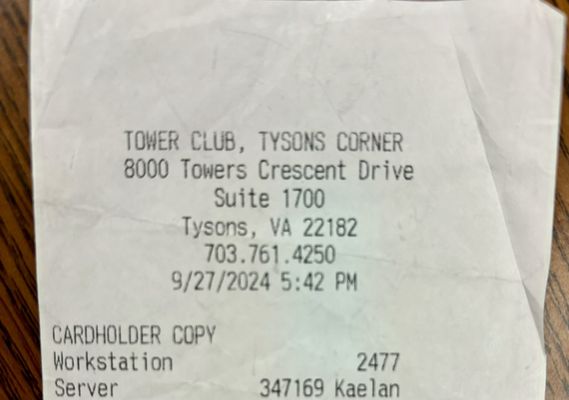 TOWER CLUB, TYSONS CORNER
8000 Towers Crescent Drive
Suite 1700
Tysons, VA 22182
703.761.4250
9/27/2024 5:42 PM
CARDHOLDER COPY
Workstation 2477
Server 347169 Kaelan